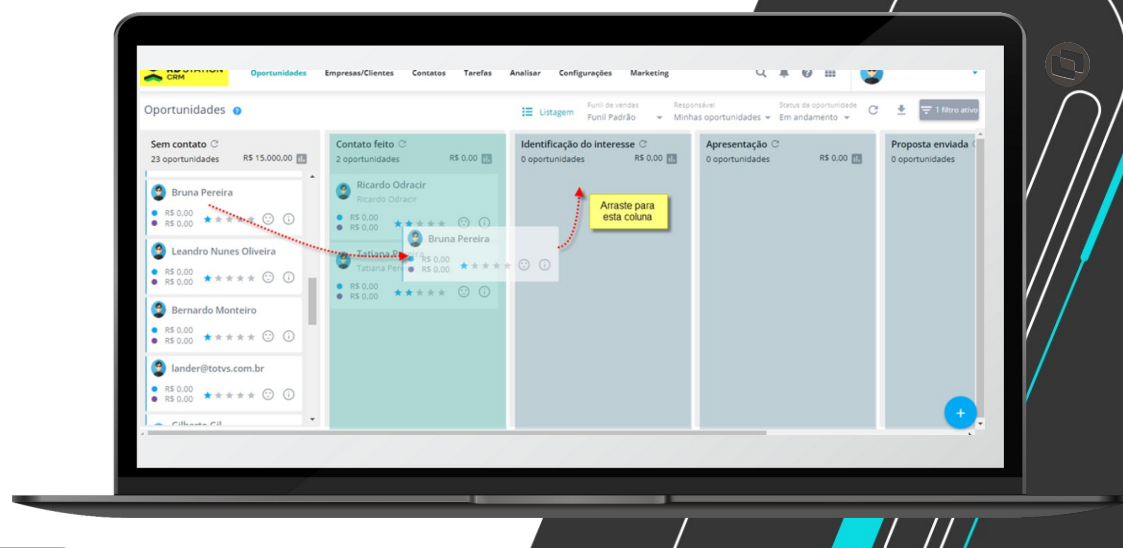 RD STATION
CRM
Oportunidades
Empresas/Clientes
Contatos
Tarefas
Analisar
Configurações
Marketing
Oportunidades
Listagem
Funil de vendas
Funil Padrão
Responsável
Minhas oportunidades
Status da oportunidade
Em andamento
1 filtro ativo
Sem contato
23 oportunidades R$ 15.000,00
Bruna Pereira
R$ 0,00
R$ 0,00
Leandro Nunes Oliveira
R$ 0,00
R$ 0,00
Bernardo Monteiro
R$ 0,00
R$ 0,00
lander@totvs.com.br
R$ 0,00
R$ 0,00
Gilberto Gil
Contato feito
2 oportunidades R$ 0,00
Ricardo Odracir
Ricardo Odracir
R$ 0,00
R$ 0,00
Tatiana
Tatiana
R$ 0,00
R$ 0,00
Bruna Pereira
R$ 0,00
R$ 0,00
Identificação do interesse
0 oportunidades R$ 0,00
Arraste para
esta coluna
Apresentação
0 oportunidades R$ 0,00
Proposta enviada
0 oportunidades
+